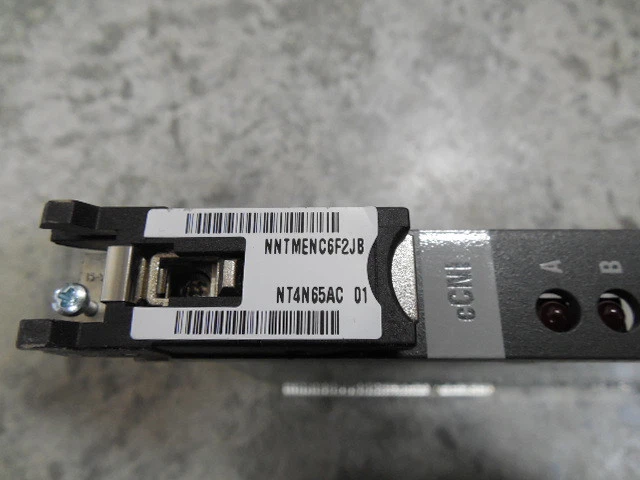 NNTMENC6F2JB
NT4N65AC 01
eCNI
A
B